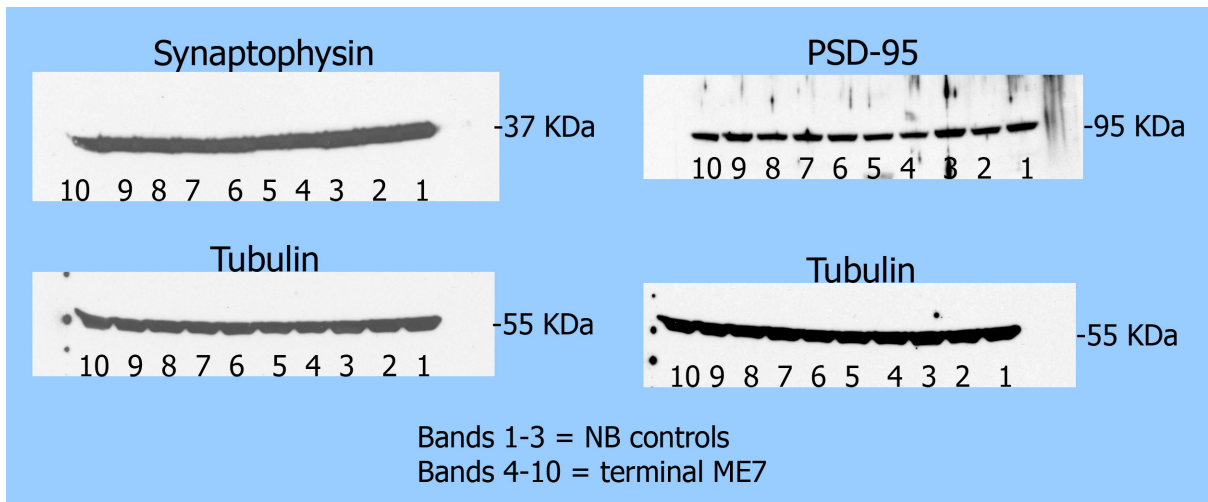 Synaptophysin
-37 KDa
10 9 8 7 6 5 4 3 2 1
PSD-95
-95 KDa
10 9 8 7 6 5 4 3 2 1
Tubulin
-55 KDa
10 9 8 7 6 5 4 3 2 1
Tubulin
-55 KDa
10 9 8 7 6 5 4 3 2 1
Bands 1-3 = NB controls
Bands 4-10 = terminal ME7